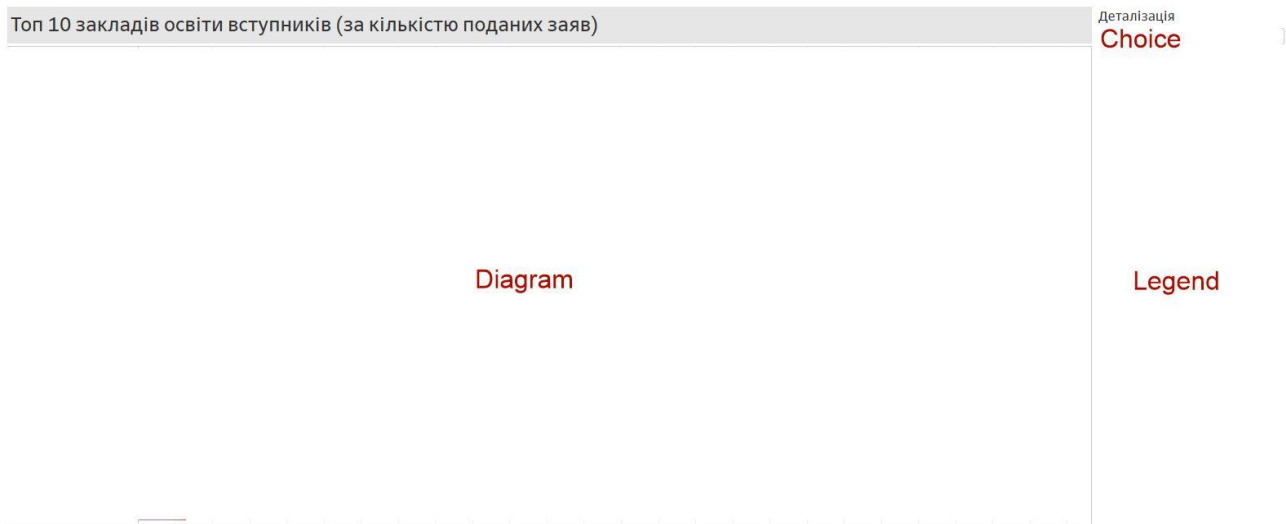 Топ 10 закладів освіти вступників (за кількістю поданих заяв)
Деталізація
Choice
Diagram
Legend